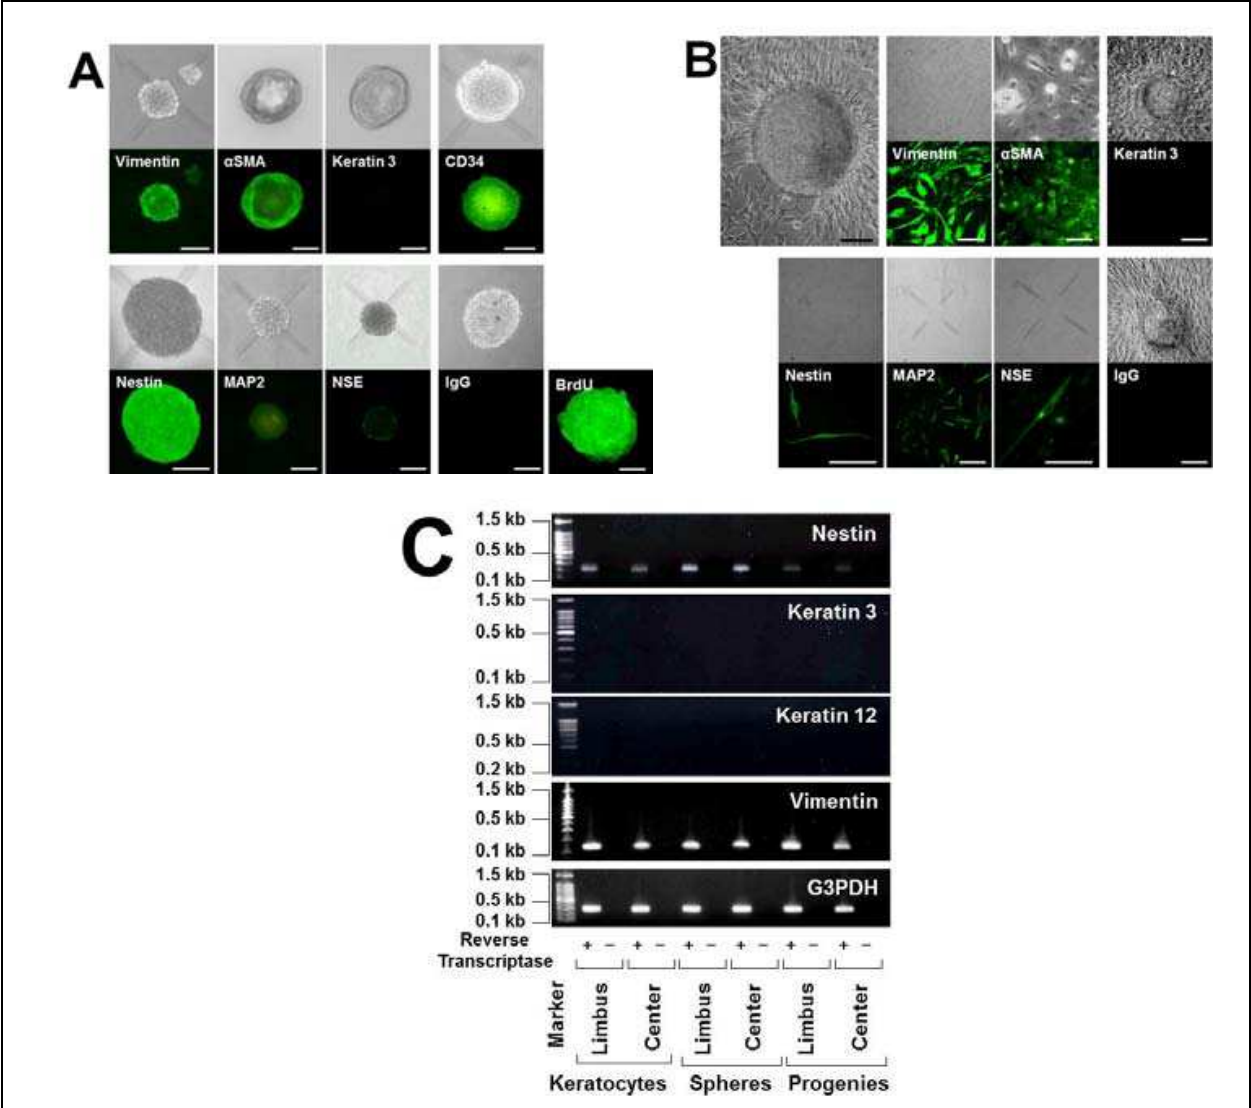 A
Vimentin αSMA Keratin 3 CD34
Nestin MAP2 NSE IgG BrdU
B
Vimentin αSMA Keratin 3
Nestin MAP2 NSE IgG
C
1.5 kb
0.5 kb
0.1 kb
Nestin
1.5 kb
0.5 kb
0.1 kb
Keratin 3
1.5 kb
0.5 kb
0.2 kb
Keratin 12
1.5 kb
0.5 kb
0.1 kb
Vimentin
1.5 kb
0.5 kb
0.1 kb
G3PDH
Reverse
Transcriptase
+ − + − + − + − + − + −
Marker Limbus Center Limbus Center Limbus Center
Keratocytes Spheres Progenies